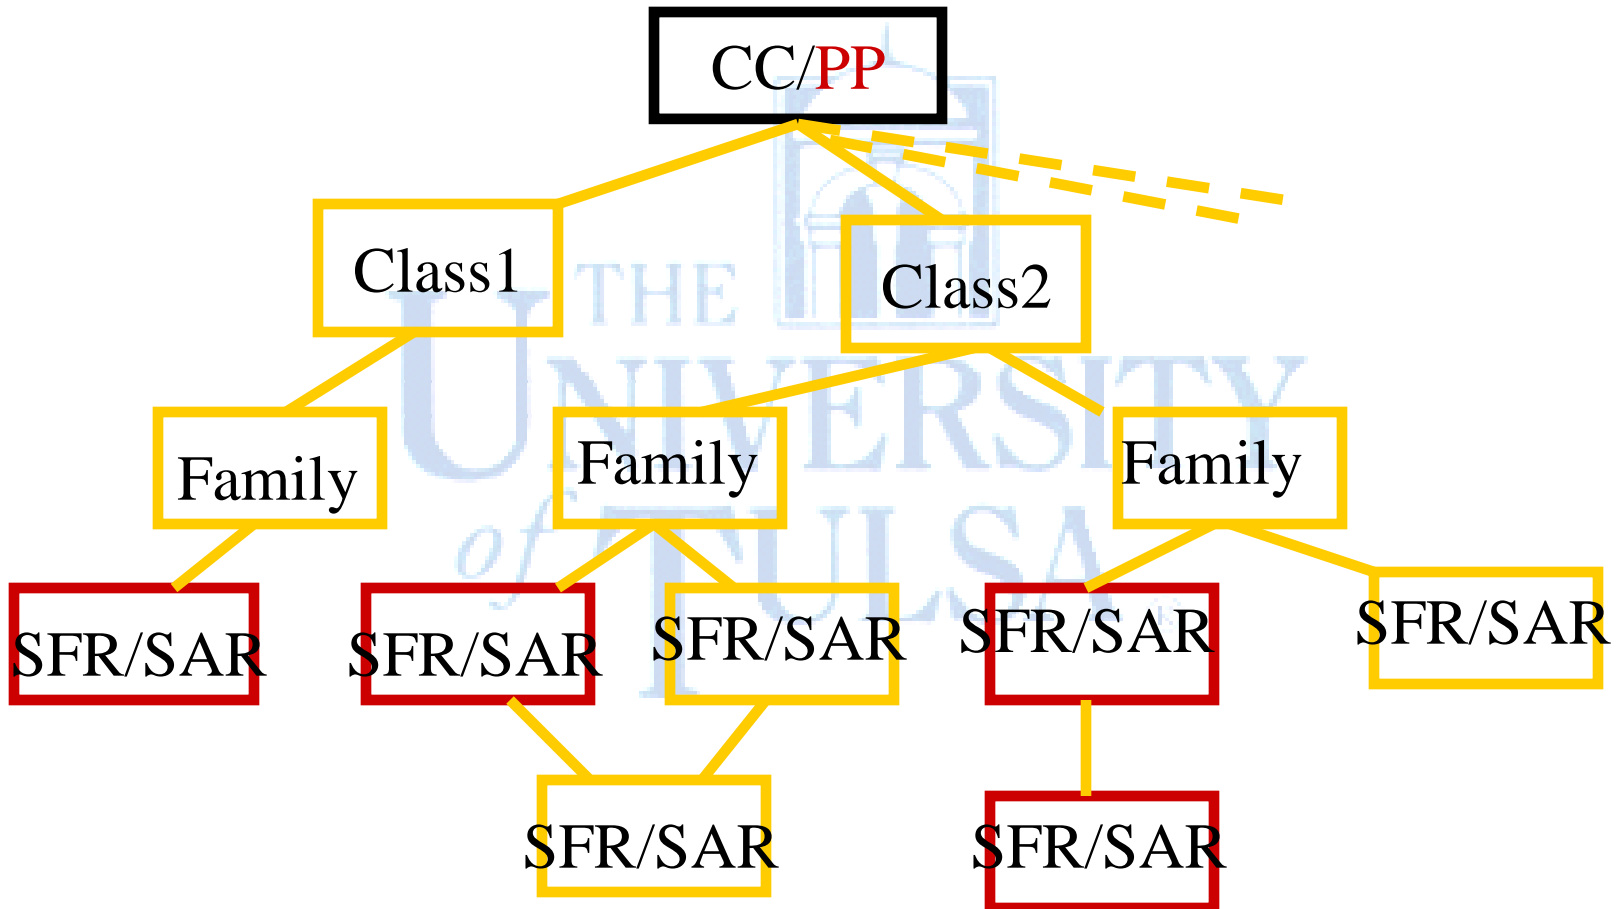 CC/PP
Class1
Class2
THE
UNIVERSITY
of TULSA
Family
Family
Family
SFR/SAR
SFR/SAR
SFR/SAR
SFR/SAR
SFR/SAR
SFR/SAR
SFR/SAR